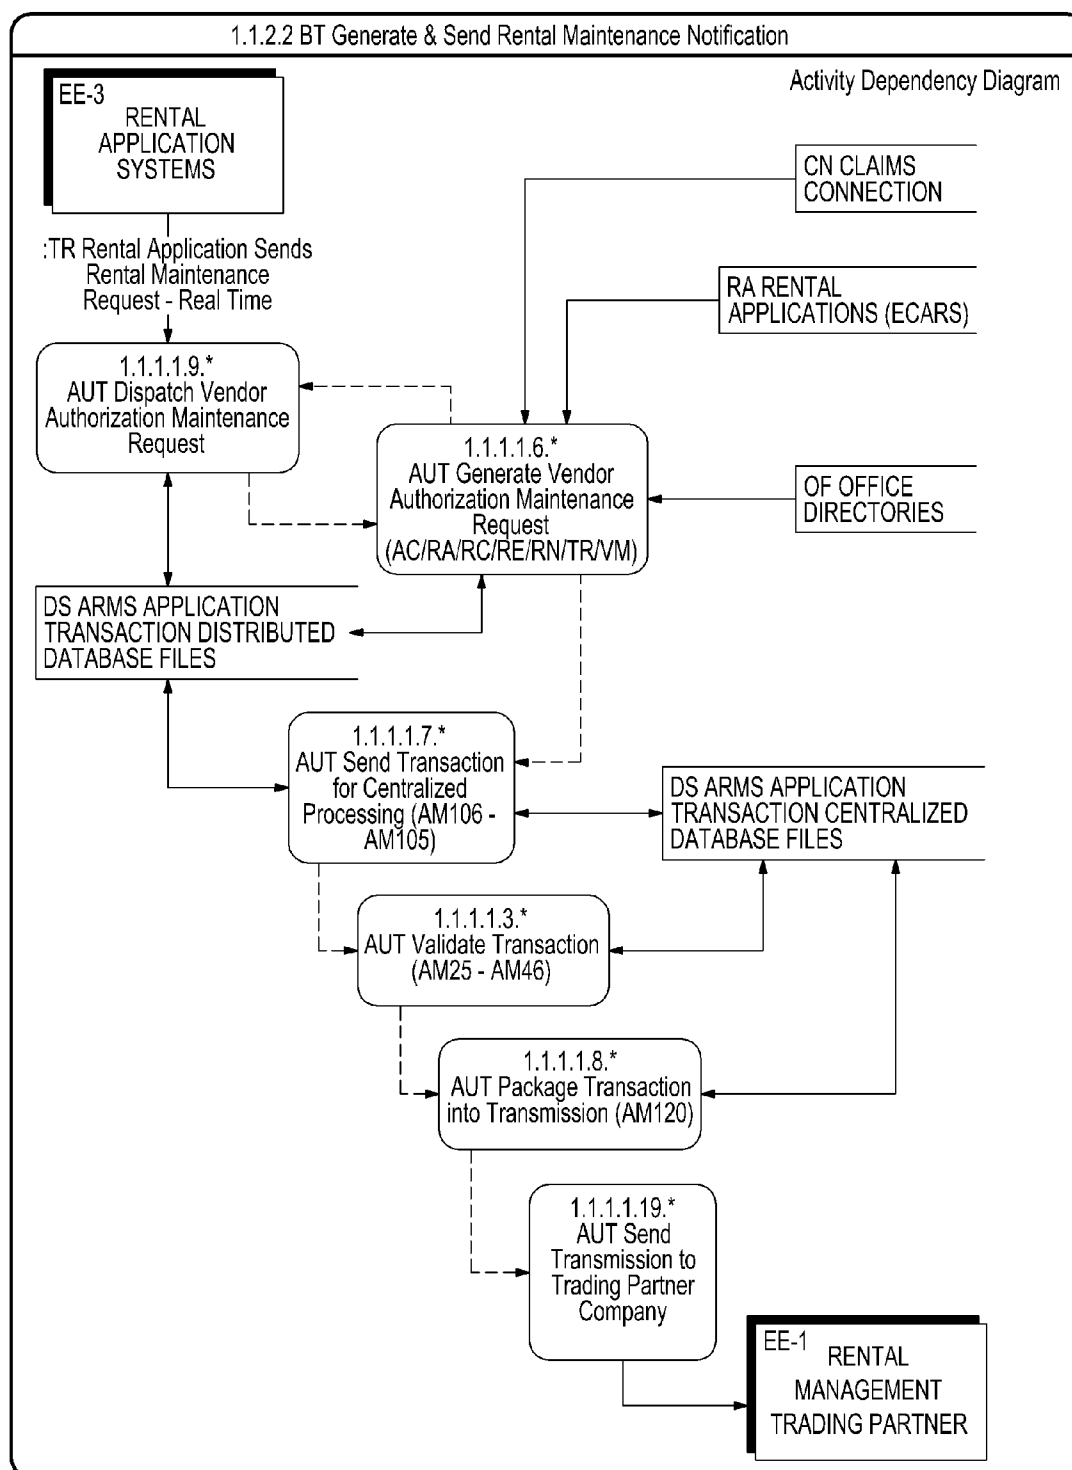 1.1.2.2 BT Generate & Send Rental Maintenance Notification
Activity Dependency Diagram
EE-3
RENTAL
APPLICATION
SYSTEMS
:TR Rental Application Sends
Rental Maintenance
Request - Real Time
CN CLAIMS
CONNECTION
RA RENTAL
APPLICATIONS (ECARS)
1.1.1.1.9.*
AUT Dispatch Vendor
Authorization Maintenance
Request
1.1.1.1.6.*
AUT Generate Vendor
Authorization Maintenance
Request
(AC/RA/RC/RE/RN/TR/VM)
OF OFFICE
DIRECTORIES
DS ARMS APPLICATION
TRANSACTION DISTRIBUTED
DATABASE FILES
1.1.1.1.7.*
AUT Send Transaction
for Centralized
Processing (AM106 -
AM105)
DS ARMS APPLICATION
TRANSACTION CENTRALIZED
DATABASE FILES
1.1.1.1.3.*
AUT Validate Transaction
(AM25 - AM46)
1.1.1.1.8.*
AUT Package Transaction
into Transmission (AM120)
1.1.1.1.19.*
AUT Send
Transmission to
Trading Partner
Company
EE-1
RENTAL
MANAGEMENT
TRADING PARTNER